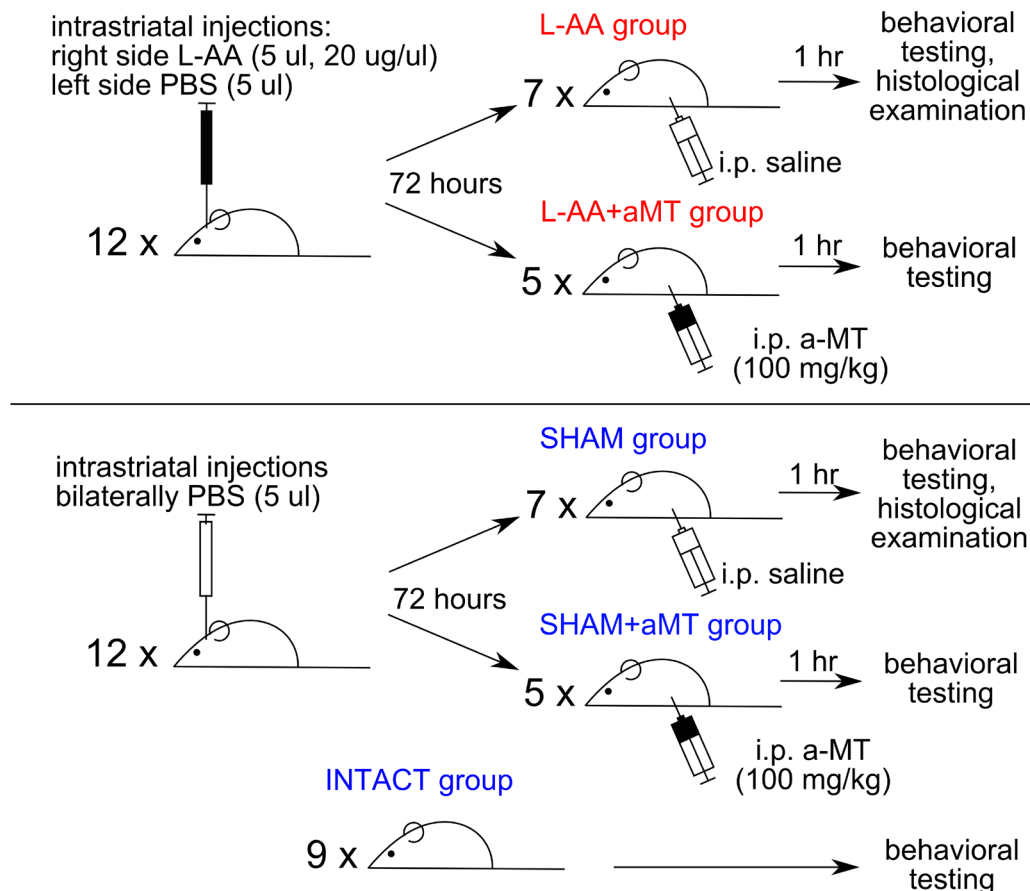 intrastriatal injections:
right side L-AA (5 ul, 20 ug/ul)
left side PBS (5 ul)
12 x
72 hours
L-AA group
7 x
i.p. saline
1 hr
behavioral
testing,
histological
examination
L-AA+aMT group
5 x
i.p. a-MT
(100 mg/kg)
1 hr
behavioral
testing
intrastriatal injections
bilaterally PBS (5 ul)
12 x
72 hours
SHAM group
7 x
i.p. saline
1 hr
behavioral
testing,
histological
examination
SHAM+aMT group
5 x
i.p. a-MT
(100 mg/kg)
1 hr
behavioral
testing
INTACT group
9 x
behavioral
testing